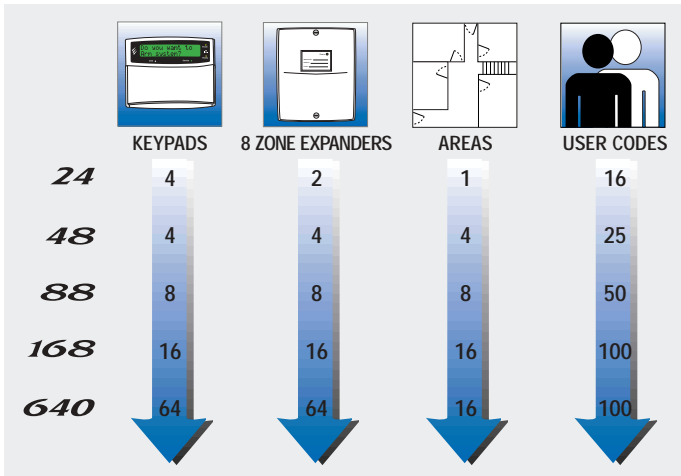 Do you want to
Arm system?
KEYPADS 8 ZONE EXPANDERS AREAS USER CODES
24 4 2 1 16
48 4 4 4 25
88 8 8 8 50
168 16 16 16 100
640 64 64 16 100